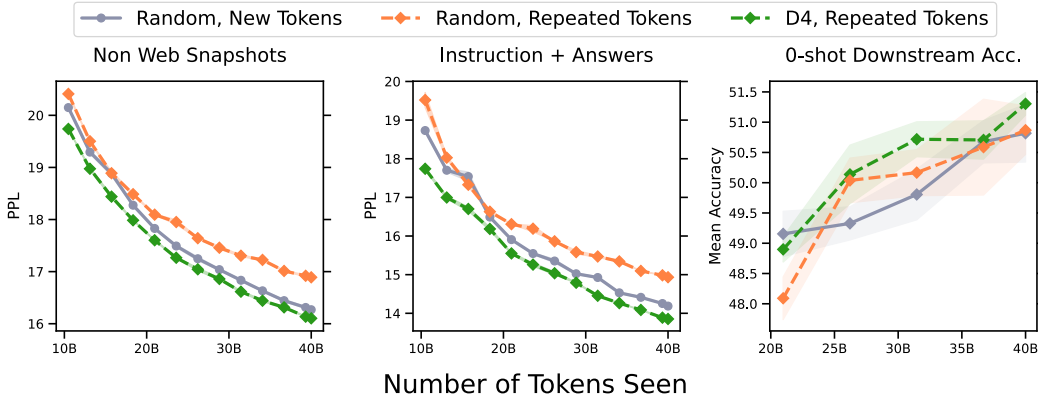 Random, New Tokens Random, Repeated Tokens D4, Repeated Tokens
Non Web Snapshots Instruction + Answers 0-shot Downstream Acc.
PPL
20
19
18
17
16
10B 20B 30B 40B
PPL
20
19
18
17
16
15
14
10B 20B 30B 40B
Mean Accuracy
51.5
51.0
50.5
50.0
49.5
49.0
48.5
48.0
20B 25B 30B 35B 40B
Number of Tokens Seen